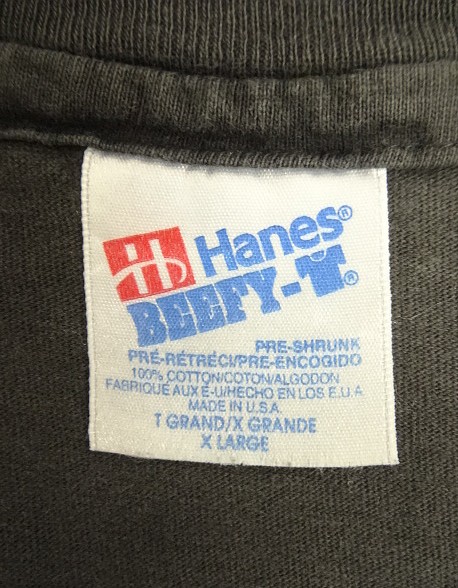 Hanes®
BEEFY-T®
PRE-SHRUNK
PRÉ-RÉTRÉCI/PRE-ENCOGIDO
100% COTTON/COTON/ALGODON
FABRIQUE AUX E-U/HECHO EN LOS E.U.A.
MADE IN U.S.A.
T GRAND/X GRANDE
X LARGE